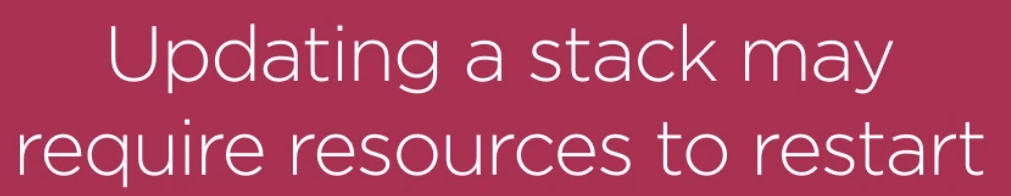 Updating a stack may
require resources to restart